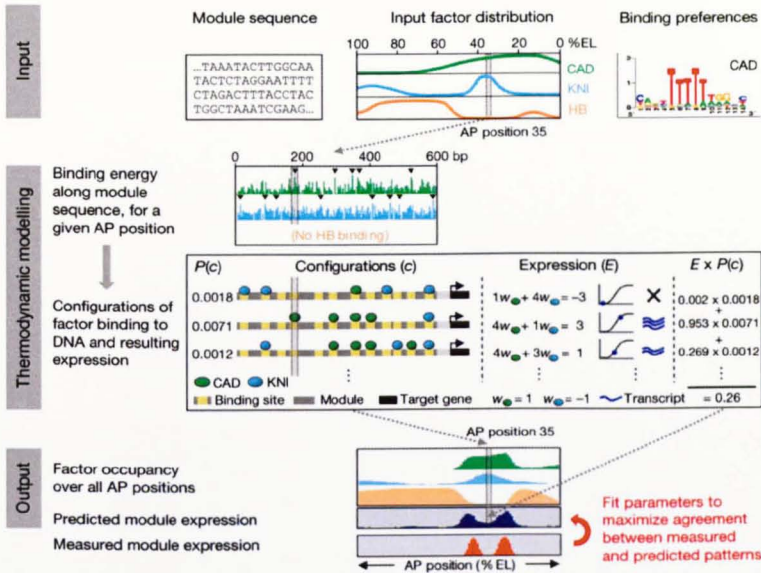 Input
Module sequence
...TAAATACTTGGCAA
TACTCTAGGAATTTT
CTAGACTTTACCTAC
TGGCTAAATCGAAG...
Input factor distribution
100 80 60 40 20 0 %EL
CAD
KNI
HB
AP position 35
Binding preferences
CAD
2
1
0
5'
3'
Thermodynamic modelling
Binding energy
along module
sequence, for a
given AP position
0 200 400 600 bp
(No HB binding)
Configurations of
factor binding to
DNA and resulting
expression
P(c) Configurations (c) Expression (E) E x P(c)
0.0018 1w + 4w = –3 0.002 x 0.0018
+
0.0071 4w + 1w = 3 0.953 x 0.0071
+
0.0012 4w + 3w = 1 0.269 x 0.0012
CAD KNI
Binding site Module Target gene w = 1 w = –1 Transcript = 0.26
Output
AP position 35
Factor occupancy
over all AP positions
Predicted module expression
Measured module expression
AP position (% EL)
Fit parameters to
maximize agreement
between measured
and predicted patterns